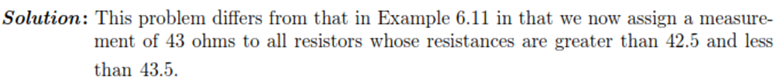 Solution: This problem differs from that in Example 6.11 in that we now assign a measure-
ment of 43 ohms to all resistors whose resistances are greater than 42.5 and less
than 43.5.